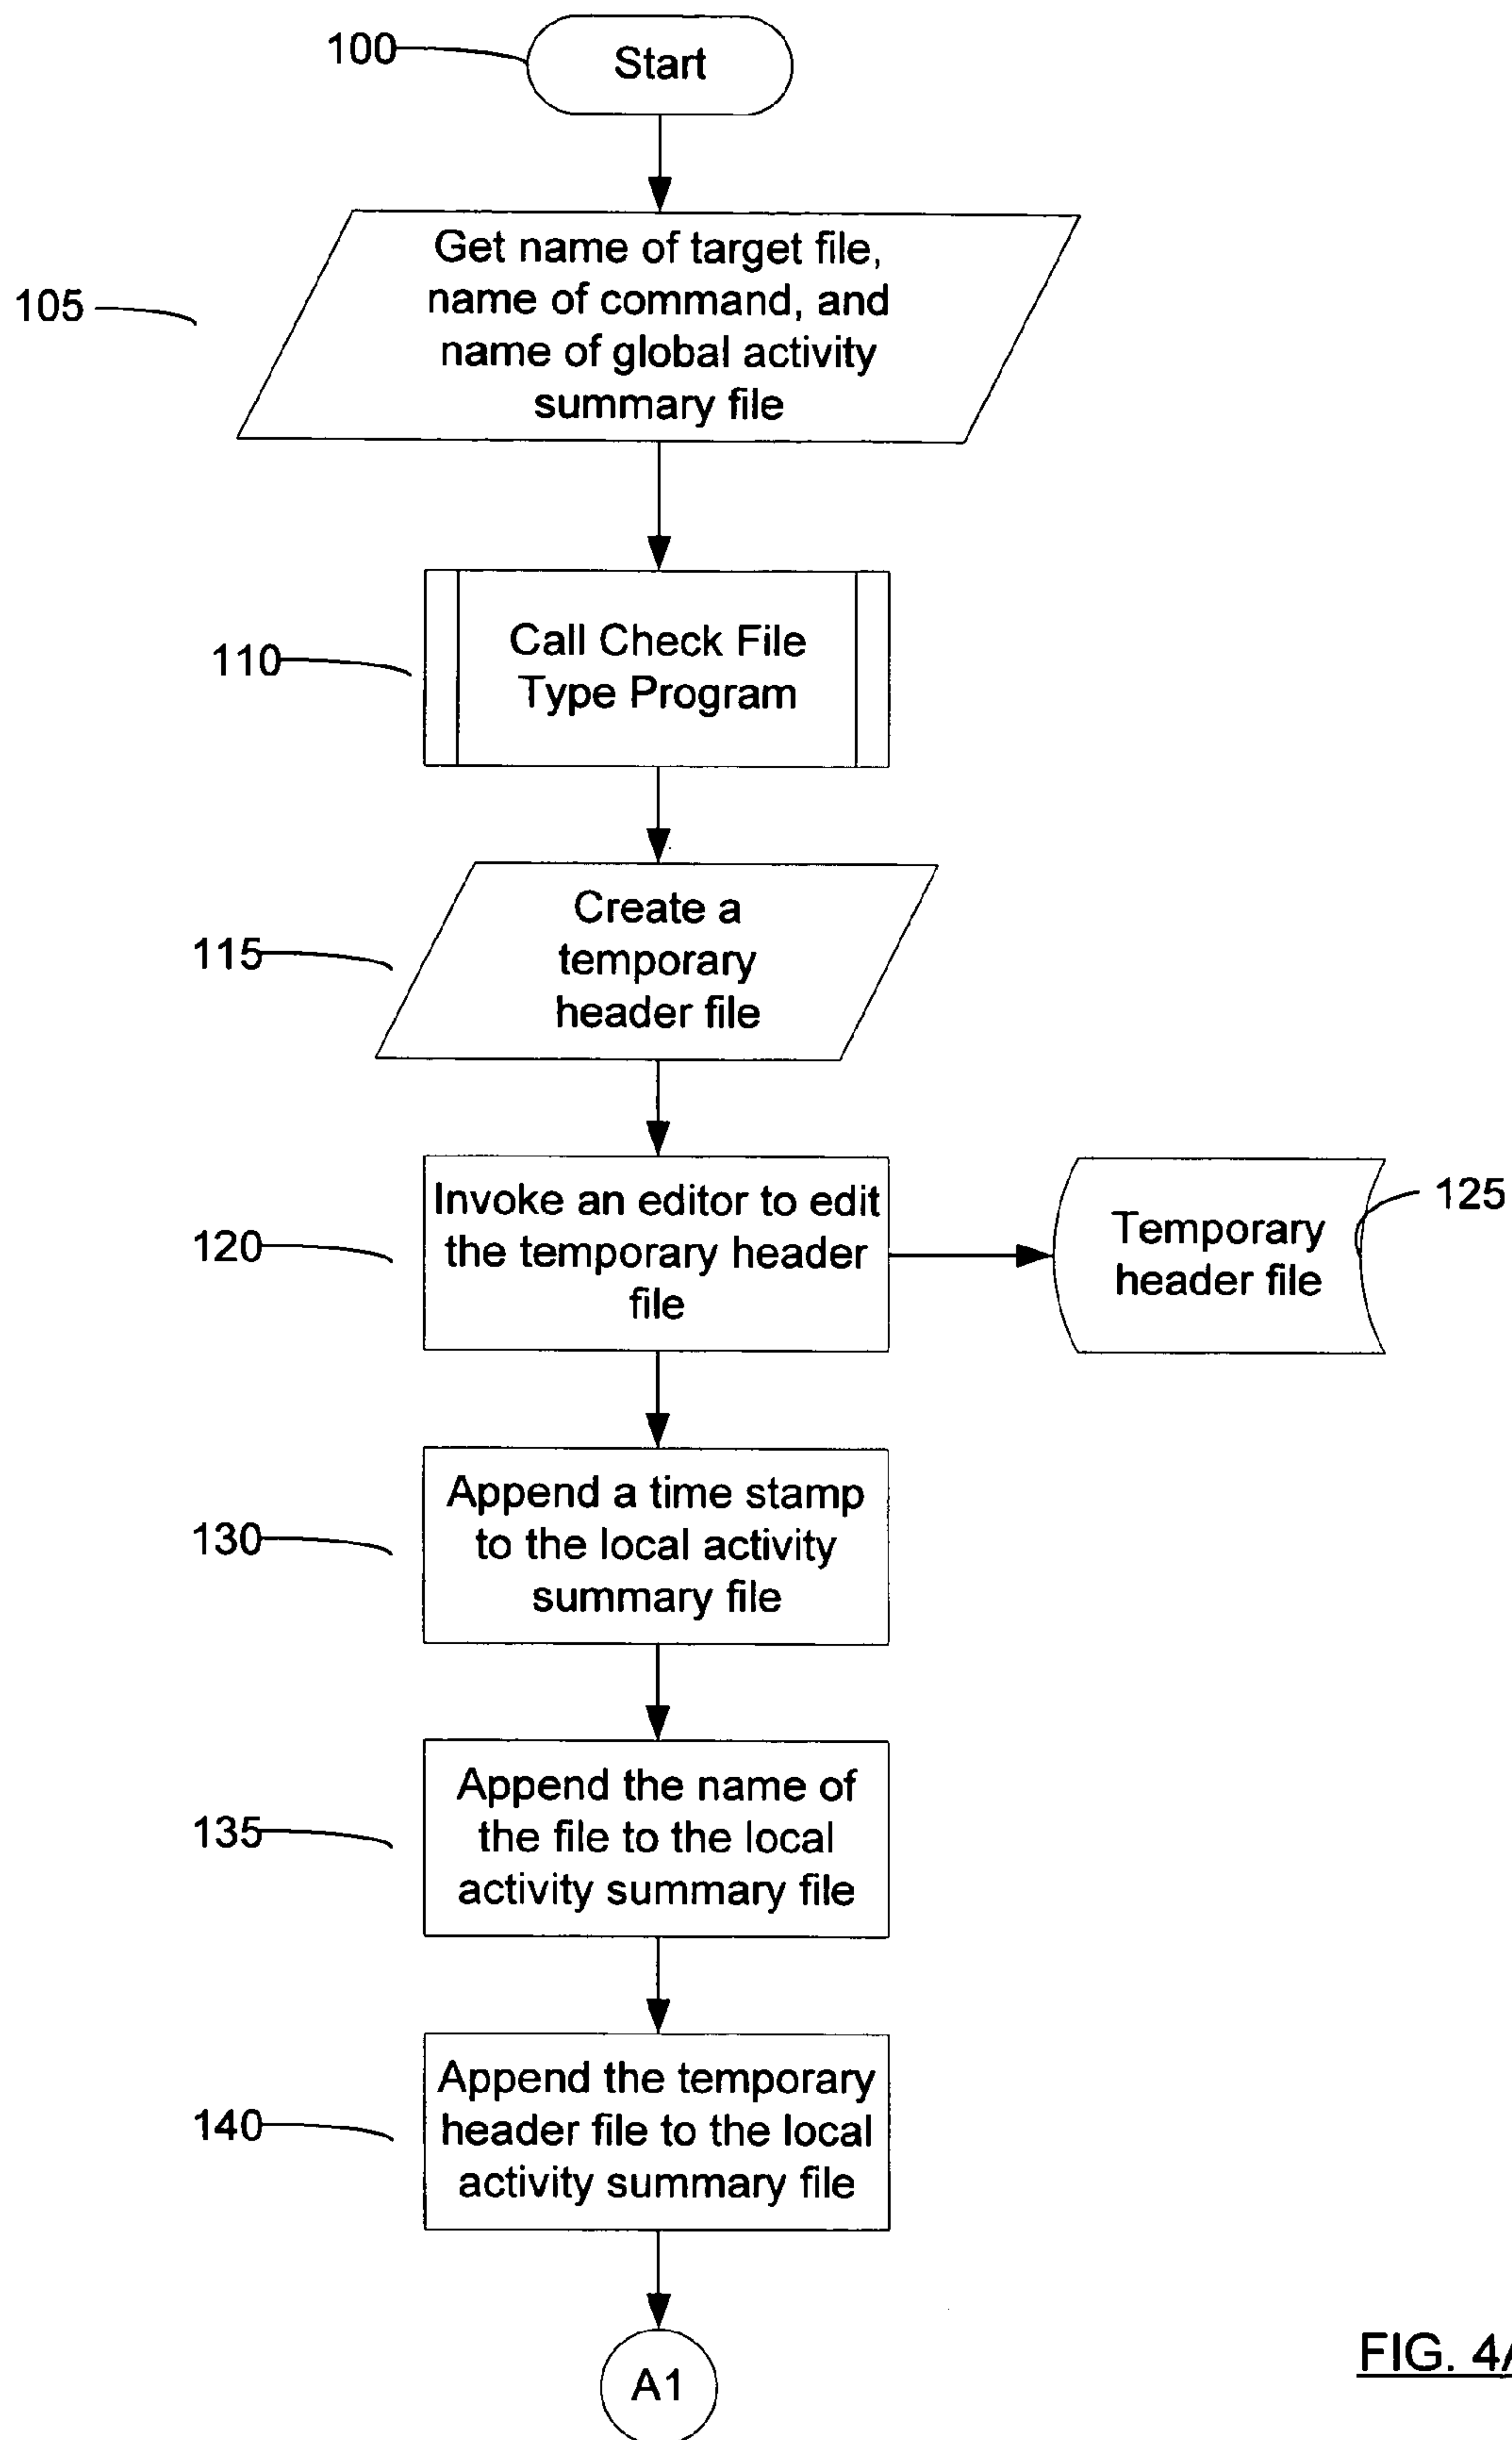 100
Start
105
Get name of target file,
name of command, and
name of global activity
summary file
110
Call Check File
Type Program
115
Create a
temporary
header file
120
Invoke an editor to edit
the temporary header
file
125
Temporary
header file
130
Append a time stamp
to the local activity
summary file
135
Append the name of
the file to the local
activity summary file
140
Append the temporary
header file to the local
activity summary file
A1
FIG. 4A